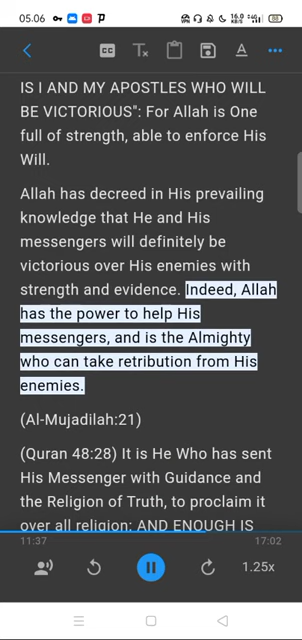 05.06
16.0
KB/S
4G
CC
T
A
IS I AND MY APOSTLES WHO WILL
BE VICTORIOUS": For Allah is One
full of strength, able to enforce His
Will.
Allah has decreed in His prevailing
knowledge that He and His
messengers will definitely be
victorious over His enemies with
strength and evidence. Indeed, Allah
has the power to help His
messengers, and is the Almighty
who can take retribution from His
enemies.
(Al-Mujadilah:21)
(Quran 48:28) It is He Who has sent
His Messenger with Guidance and
the Religion of Truth, to proclaim it
over all religion: AND ENOUGH IS
11:37
17:02
1.25x